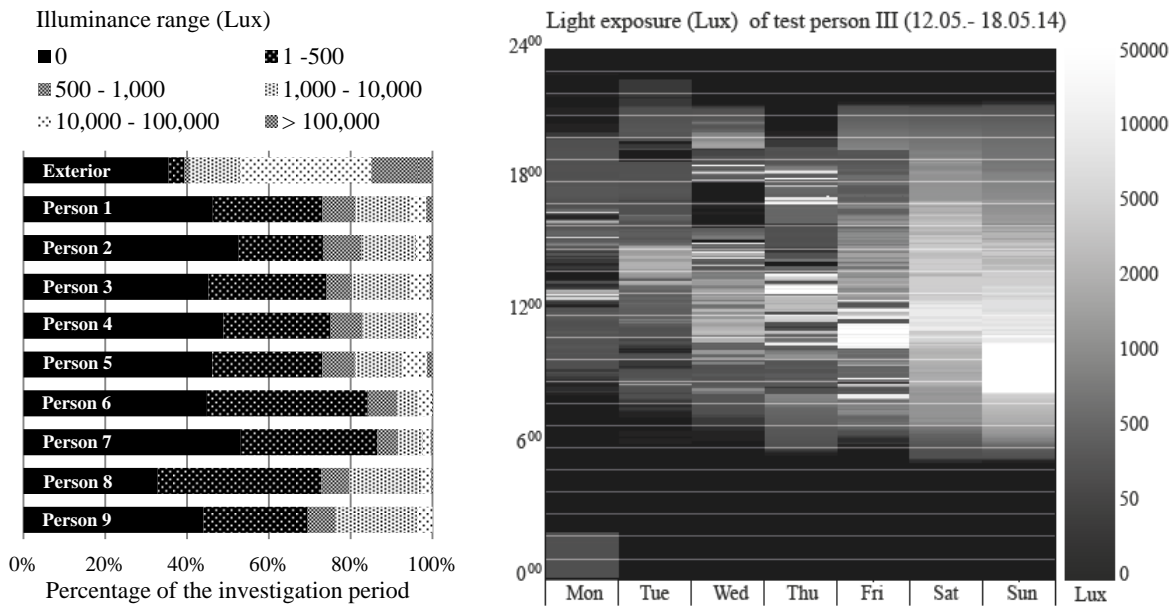 Illuminance range (Lux)
0
1 -500
500 - 1,000
1,000 - 10,000
10,000 - 100,000
> 100,000
Exterior
Person 1
Person 2
Person 3
Person 4
Person 5
Person 6
Person 7
Person 8
Person 9
0% 20% 40% 60% 80% 100%
Percentage of the investigation period
Light exposure (Lux) of test person III (12.05.- 18.05.14)
24⁰⁰
18⁰⁰
12⁰⁰
6⁰⁰
0⁰⁰
Mon Tue Wed Thu Fri Sat Sun
50000
10000
5000
2000
1000
500
50
0
Lux